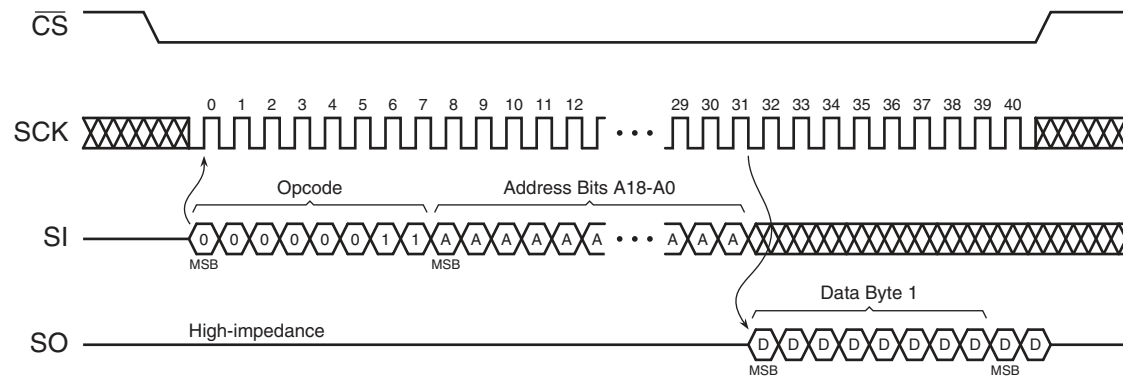 CS
0 1 2 3 4 5 6 7 8 9 10 11 12 29 30 31 32 33 34 35 36 37 38 39 40
SCK
Opcode Address Bits A18-A0
SI 0 0 0 0 0 0 1 1 A A A A A A A A A
MSB MSB
Data Byte 1
High-impedance
SO D D D D D D D D D D
MSB MSB